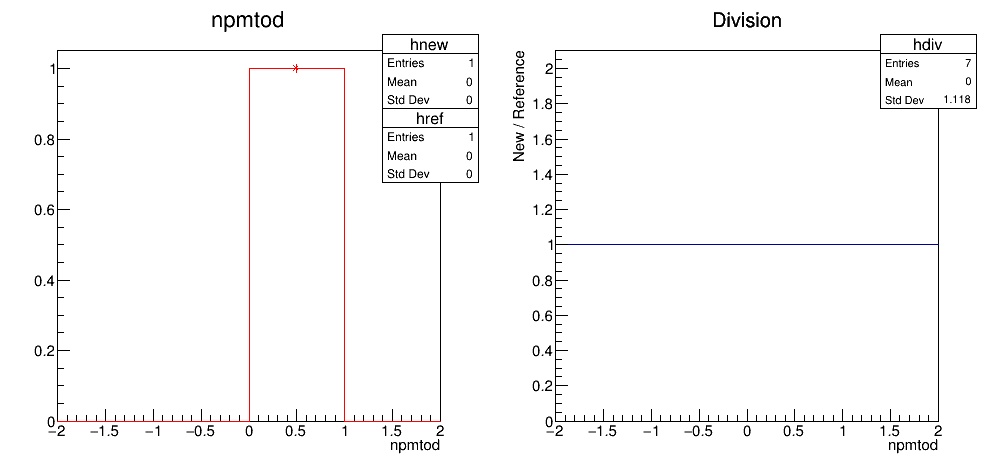 npmtod
hnew
Entries 1
Mean 0
Std Dev 0
href
Entries 1
Mean 0
Std Dev 0
1
0.8
0.6
0.4
0.2
0
−2 −1.5 −1 −0.5 0 0.5 1 1.5 2
npmtod
Division
hdiv
Entries 7
Mean 0
Std Dev 1.118
New / Reference
2
1.8
1.6
1.4
1.2
1
0.8
0.6
0.4
0.2
0
−2 −1.5 −1 −0.5 0 0.5 1 1.5 2
npmtod